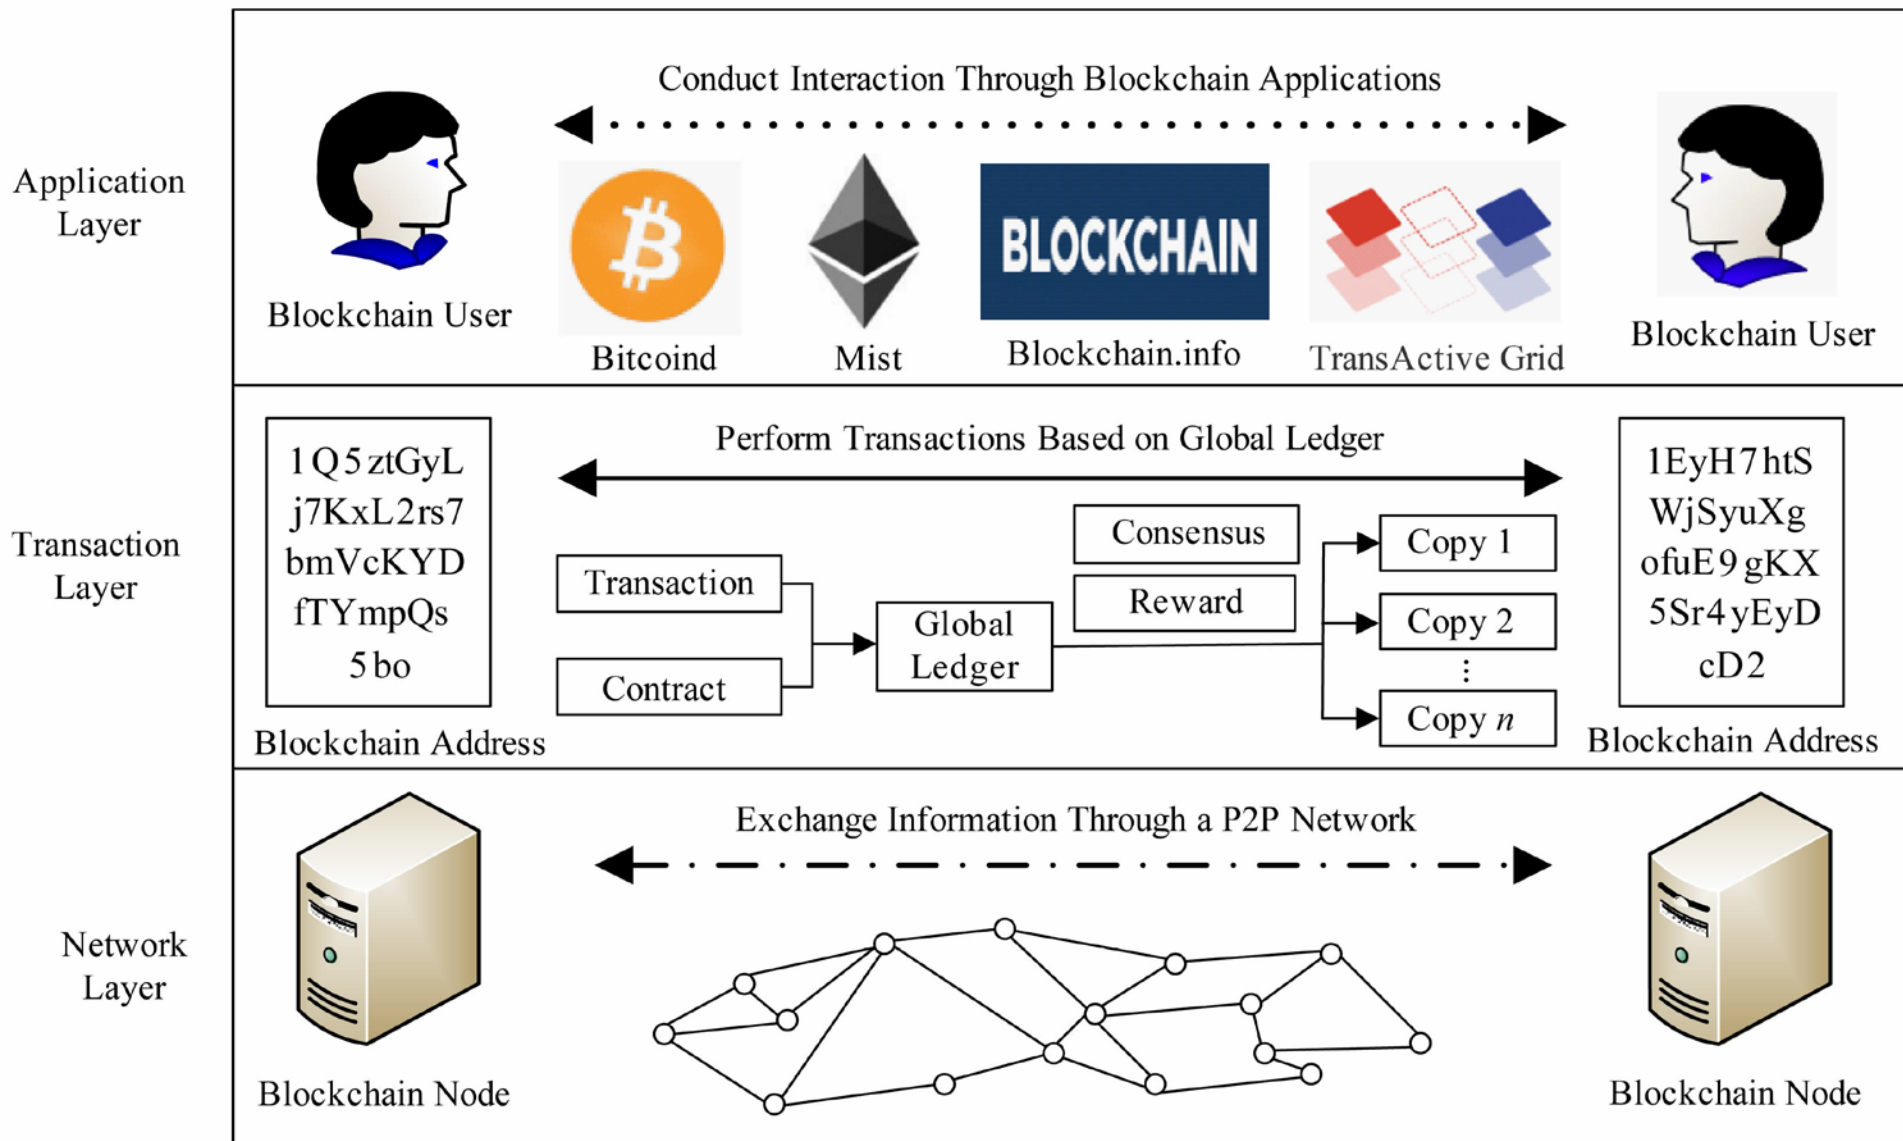 Application
Layer
Conduct Interaction Through Blockchain Applications
BLOCKCHAIN
Blockchain User
Bitcoind
Mist
Blockchain.info
TransActive Grid
Blockchain User
Transaction
Layer
1Q5ztGyL
j7KxL2rs7
bmVcKYD
fTYmpQs
5bo
Blockchain Address
Perform Transactions Based on Global Ledger
Transaction
Contract
Global
Ledger
Consensus
Reward
Copy 1
Copy 2
⋮
Copy n
1EyH7htS
WjSyuXg
ofuE9gKX
5Sr4yEyD
cD2
Blockchain Address
Network
Layer
Exchange Information Through a P2P Network
Blockchain Node
Blockchain Node